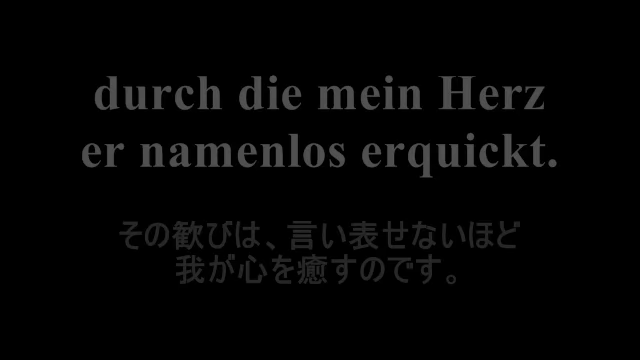 durch die mein Herz
er namenlos erquickt.
その歓びは、言い表せないほど
我が心を癒すのです。